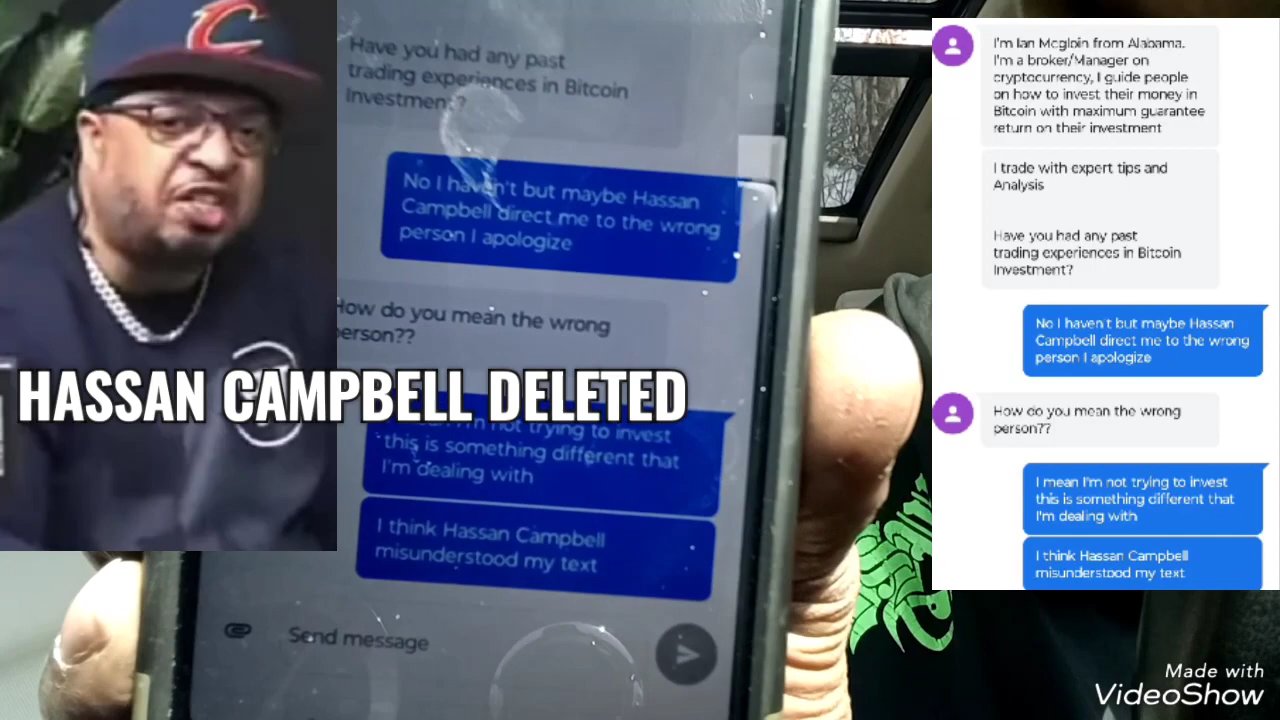 C
Have you had any past
trading experiences in Bitcoin
Investment?
No I haven't but maybe Hassan
Campbell direct me to the wrong
person I apologize
How do you mean the wrong
erson??
HASSAN CAMPBELL DELETED
I'm not trying to invest
this is something different that
I'm dealing with
I think Hassan Campbell
misunderstood my text
Send message
I'm Ian Mcgloin from Alabama.
I'm a broker/Manager on
cryptocurrency, I guide people
on how to invest their money in
Bitcoin with maximum guarantee
return on their investment
I trade with expert tips and
Analysis
Have you had any past
trading experiences in Bitcoin
Investment?
No I haven't but maybe Hassan
Campbell direct me to the wrong
person I apologize
How do you mean the wrong
person??
I mean I'm not trying to invest
this is something different that
I'm dealing with
I think Hassan Campbell
misunderstood my text
Made with
VideoShow